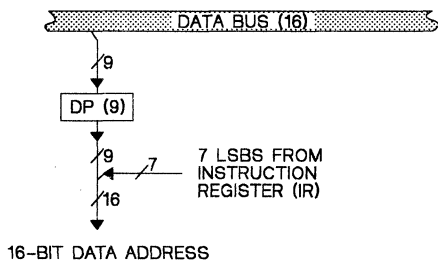 DATA BUS (16)
9
DP (9)
9
7
7 LSBS FROM
INSTRUCTION
REGISTER (IR)
16
16-BIT DATA ADDRESS